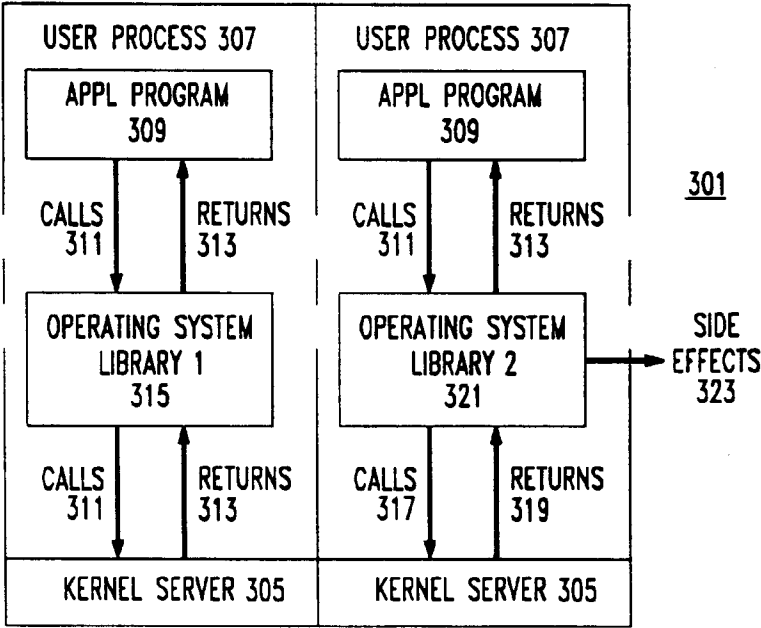 USER PROCESS 307
APPL PROGRAM
309
CALLS
311
RETURNS
313
OPERATING SYSTEM
LIBRARY 1
315
CALLS
311
RETURNS
313
KERNEL SERVER 305
USER PROCESS 307
APPL PROGRAM
309
CALLS
311
RETURNS
313
OPERATING SYSTEM
LIBRARY 2
321
CALLS
317
RETURNS
319
KERNEL SERVER 305
301
SIDE
EFFECTS
323